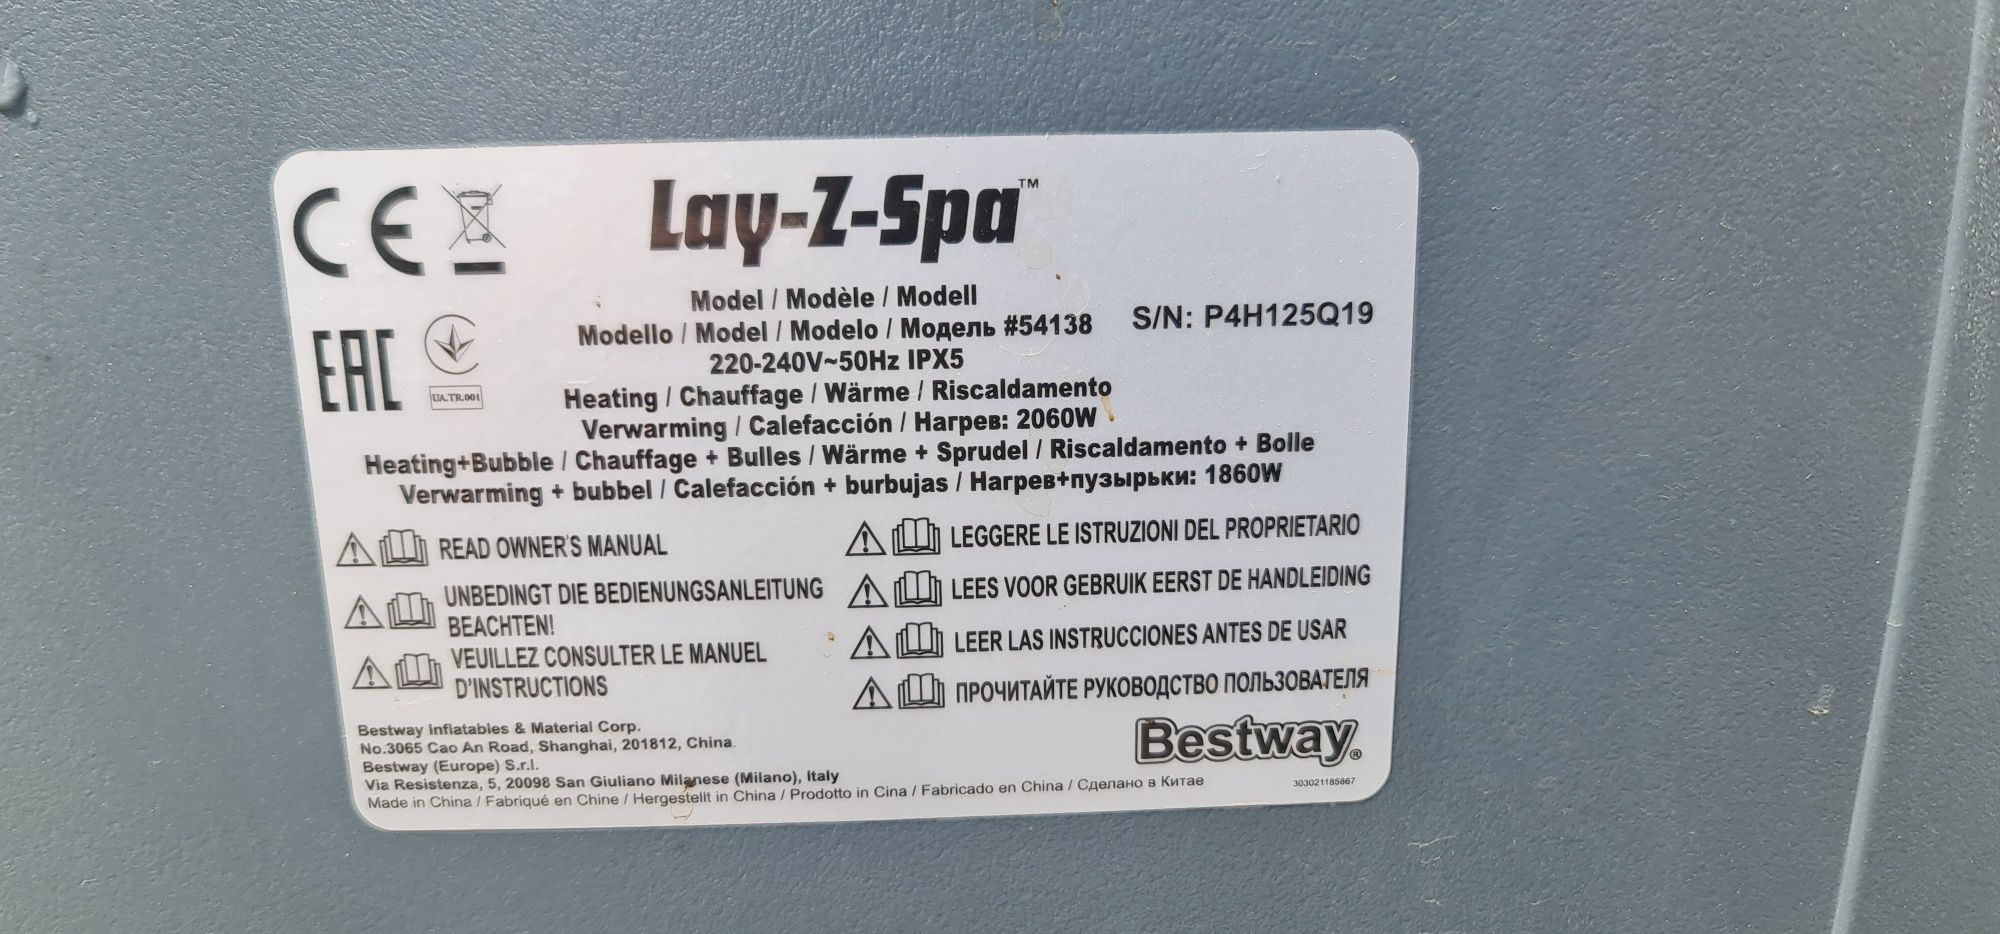 CE
Lay-Z-Spa™
Model / Modèle / Modell
Modello / Model / Modelo / Модель #54138
S/N: P4H125Q19
220-240V~50Hz IPX5
EAC
UA.TR.001
Heating / Chauffage / Wärme / Riscaldamento
Verwarming / Calefacción / Нагрев: 2060W
Heating+Bubble / Chauffage + Bulles / Wärme + Sprudel / Riscaldamento + Bolle
Verwarming + bubbel / Calefacción + burbujas / Нагрев+пузырьки: 1860W
READ OWNER'S MANUAL
UNBEDINGT DIE BEDIENUNGSANLEITUNG
BEACHTEN!
VEUILLEZ CONSULTER LE MANUEL
D'INSTRUCTIONS
LEGGERE LE ISTRUZIONI DEL PROPRIETARIO
LEES VOOR GEBRUIK EERST DE HANDLEIDING
LEER LAS INSTRUCCIONES ANTES DE USAR
ПРОЧИТАЙТЕ РУКОВОДСТВО ПОЛЬЗОВАТЕЛЯ
Bestway Inflatables & Material Corp.
No.3065 Cao An Road, Shanghai, 201812, China.
Bestway (Europe) S.r.l.
Via Resistenza, 5, 20098 San Giuliano Milanese (Milano), Italy
Made in China / Fabriqué en Chine / Hergestellt in China / Prodotto in Cina / Fabricado en China / Сделано в Китае
Bestway®
303021185867